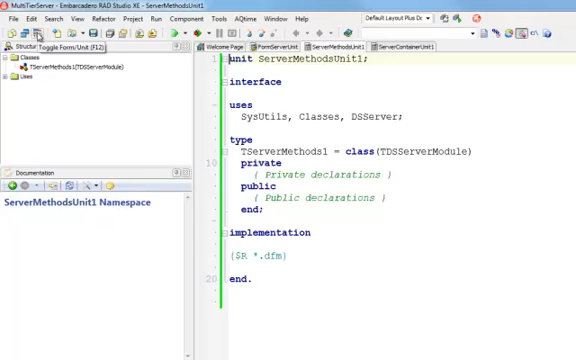 MultiTierServer - Embarcadero RAD Studio XE - ServerMethodsUnit1
File Edit Search View Refactor Project Run Component Tools AQtime Window Help
Default Layout Plus D
Toggle Form/Unit (F12)
Structu
Welcome Page FormServerUnit ServerMethodsUnit1 ServerContainerUnit1
Classes
TServerMethods1(TDSServerModule)
Uses
Documentation
ServerMethodsUnit1 Namespace
1 unit ServerMethodsUnit1;
interface
uses
SysUtils, Classes, DSServer;
type
TServerMethods1 = class(TDSServerModule)
10 private
{ Private declarations }
public
{ Public declarations }
end;
implementation
{$R *.dfm}
20 end.